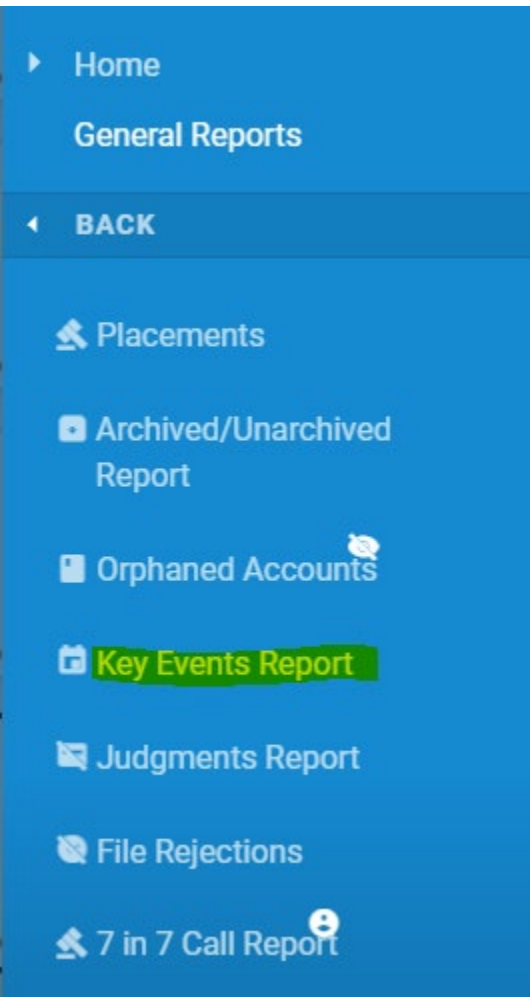 Home
General Reports
BACK
Placements
Archived/Unarchived
Report
Orphaned Accounts
Key Events Report
Judgments Report
File Rejections
7 in 7 Call Report